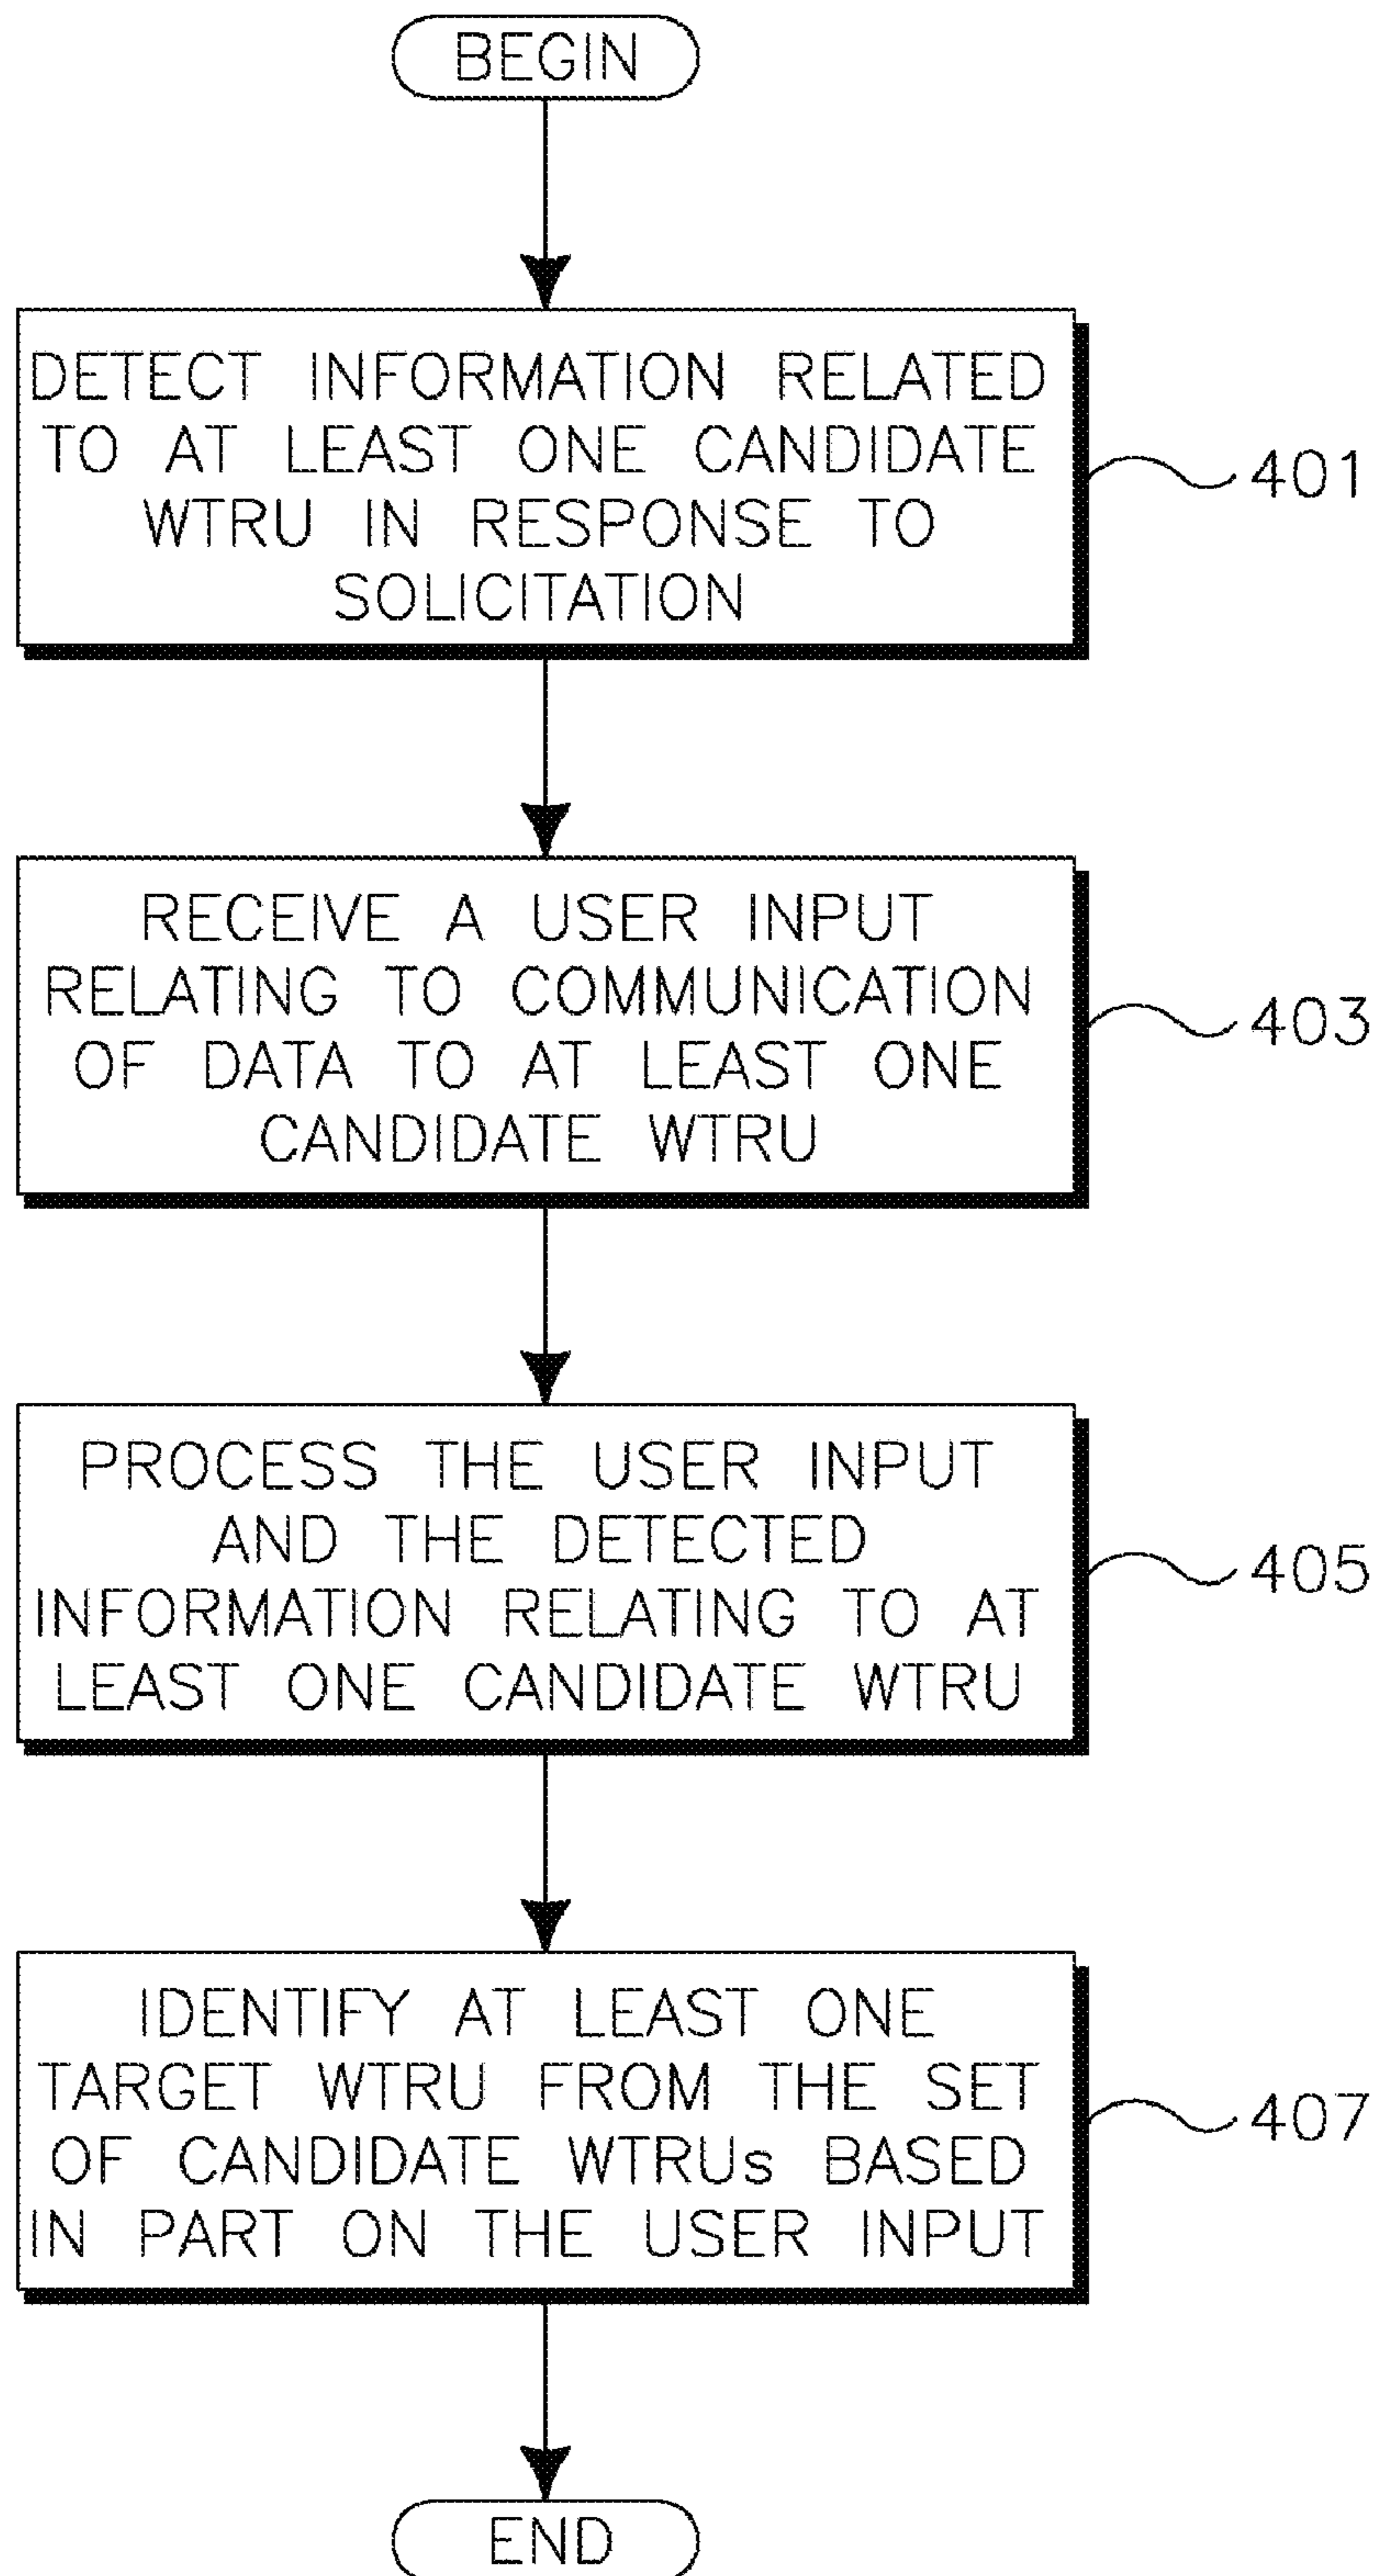 BEGIN
DETECT INFORMATION RELATED
TO AT LEAST ONE CANDIDATE
WTRU IN RESPONSE TO
SOLICITATION
401
RECEIVE A USER INPUT
RELATING TO COMMUNICATION
OF DATA TO AT LEAST ONE
CANDIDATE WTRU
403
PROCESS THE USER INPUT
AND THE DETECTED
INFORMATION RELATING TO AT
LEAST ONE CANDIDATE WTRU
405
IDENTIFY AT LEAST ONE
TARGET WTRU FROM THE SET
OF CANDIDATE WTRUs BASED
IN PART ON THE USER INPUT
407
END